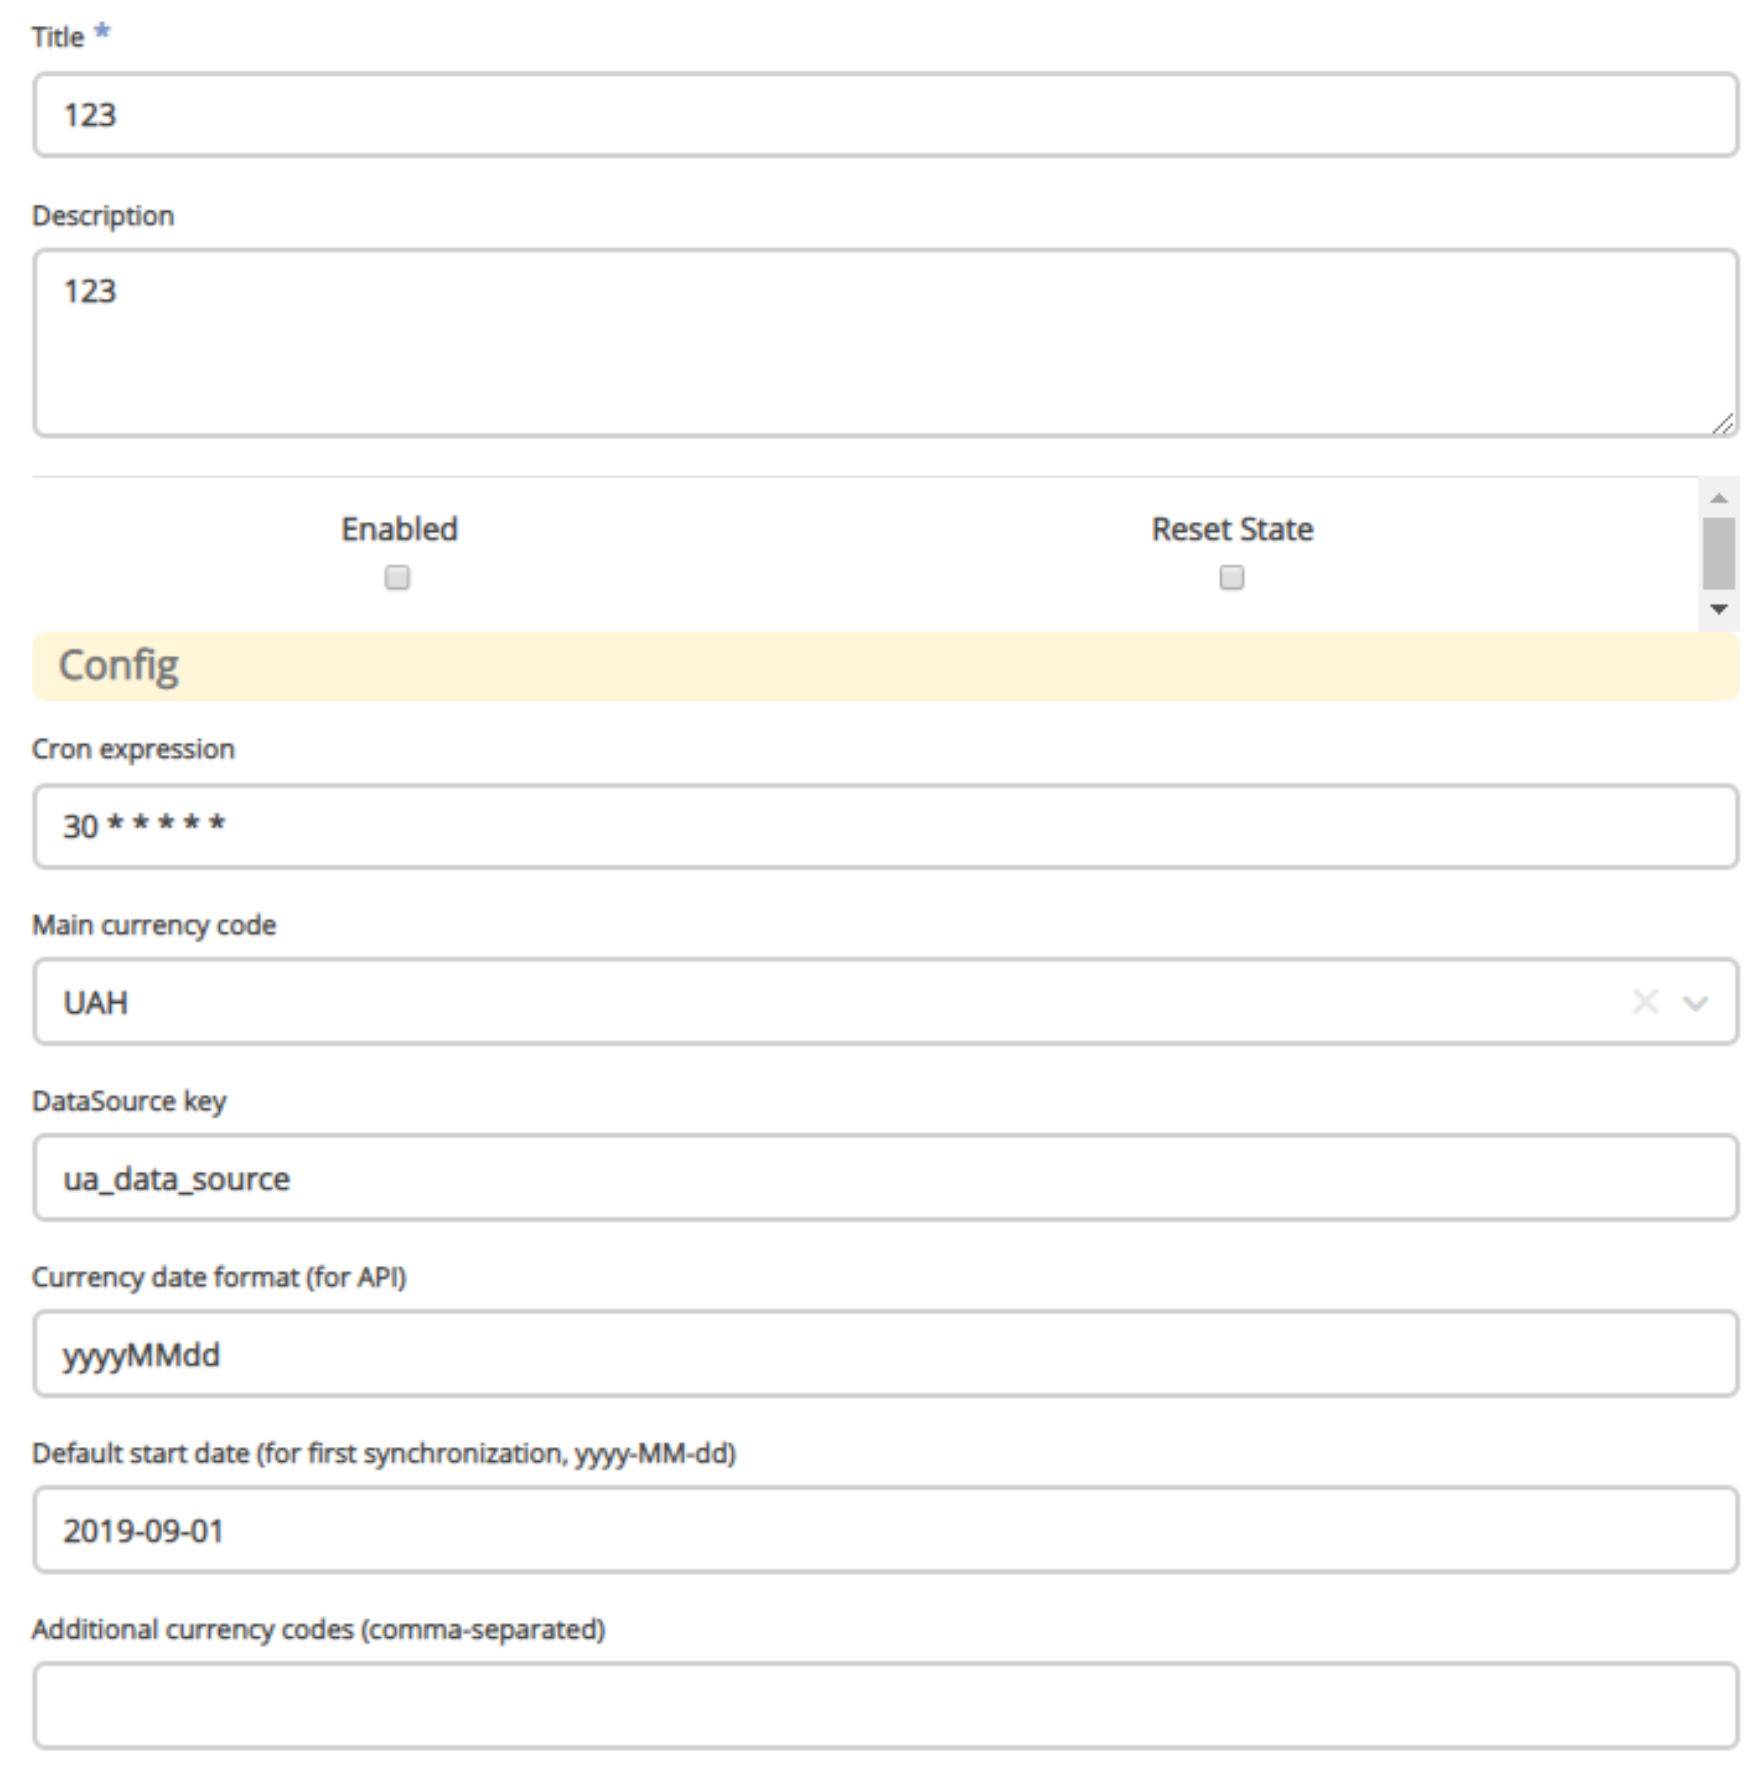 Title *
123
Description
123
Enabled
Reset State
Config
Cron expression
30 * * * * *
Main currency code
UAH
DataSource key
ua_data_source
Currency date format (for API)
yyyyMMdd
Default start date (for first synchronization, yyyy-MM-dd)
2019-09-01
Additional currency codes (comma-separated)